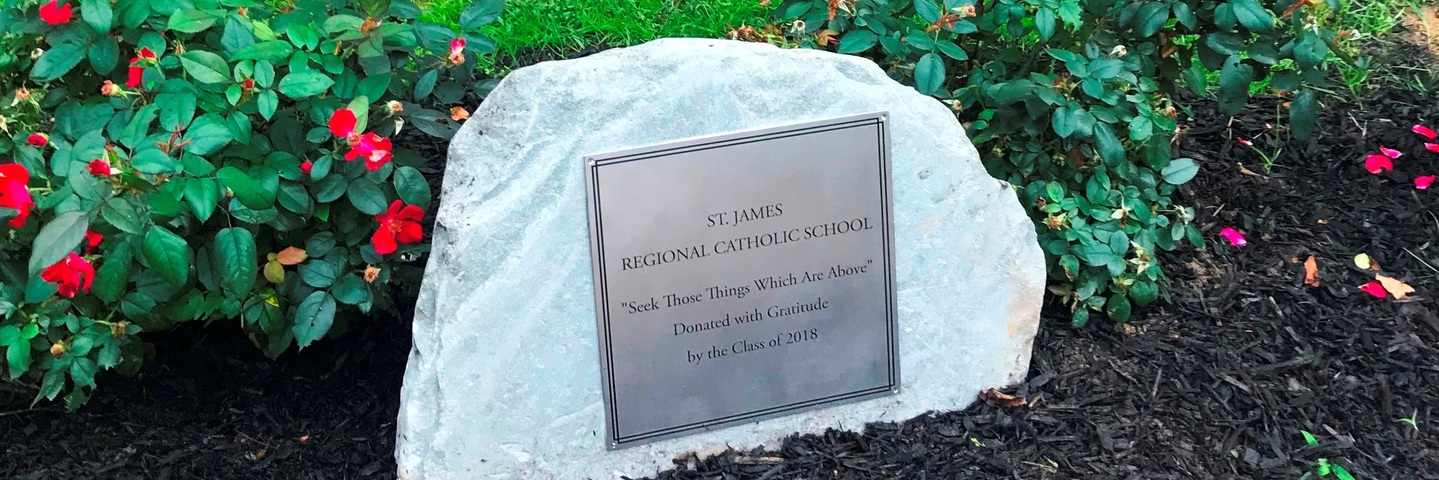 ST. JAMES
REGIONAL CATHOLIC SCHOOL
"Seek Those Things Which Are Above"
Donated with Gratitude
by the Class of 2018